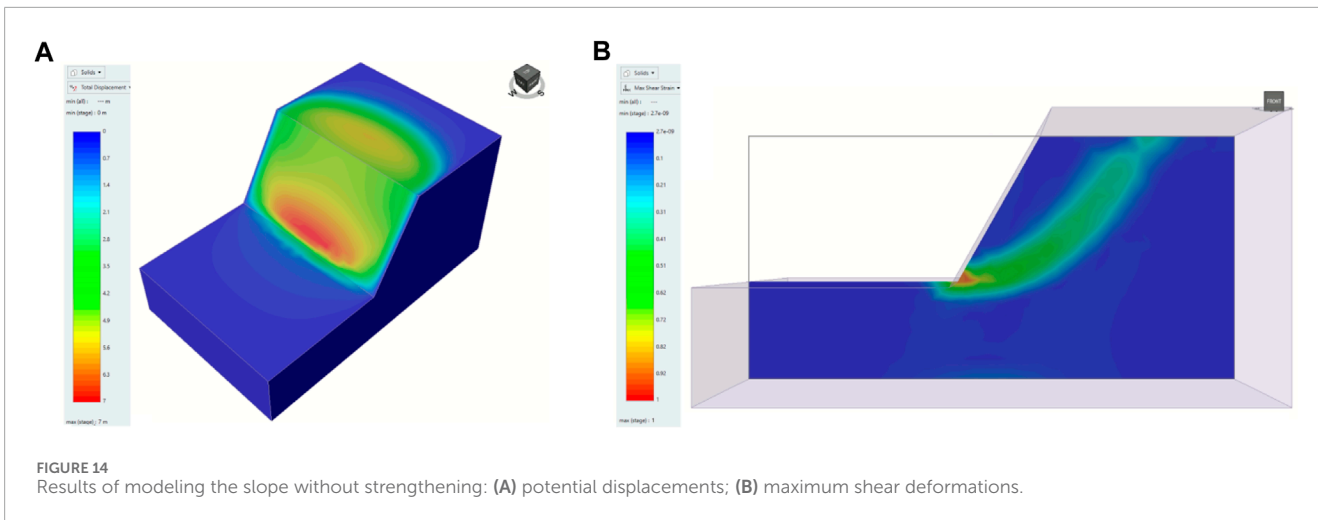 A
B
Solids
Total Displacement
min (all) : --- m
min (stage) : 0 m
0
0.7
1.4
2.1
2.8
3.5
4.2
4.9
5.6
6.3
7
max (stage) : 7 m
Solids
Max Shear Strain
min (all) : ---
min (stage) : 2.7e-09
2.7e-09
0.1
0.21
0.31
0.41
0.51
0.62
0.72
0.82
0.92
1
max (stage) : 1
FRONT
FIGURE 14
Results of modeling the slope without strengthening: (A) potential displacements; (B) maximum shear deformations.